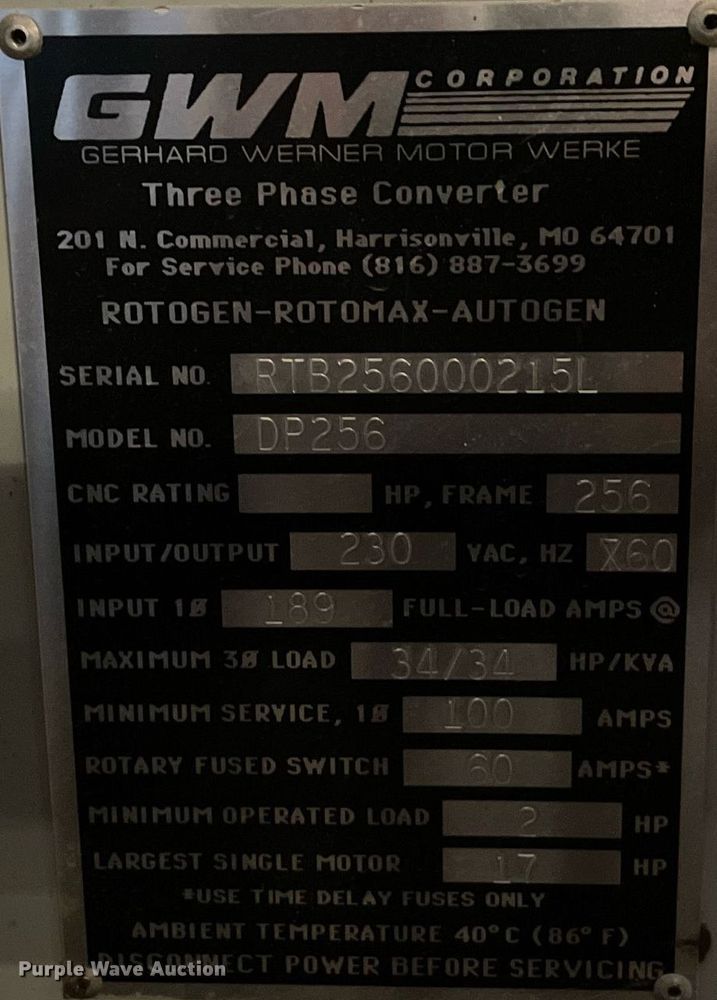 GWM CORPORATION
GERHARD WERNER MOTOR WERKE
Three Phase Converter
201 N. Commercial, Harrisonville, MO 64701
For Service Phone (816) 887-3699
ROTOGEN-ROTOMAX-AUTOGEN
SERIAL NO. RTB256000215L
MODEL NO. DP256
CNC RATING HP, FRAME 256
INPUT/OUTPUT 230 VAC, HZ X60
INPUT 1Ø 189 FULL-LOAD AMPS @
MAXIMUM 3Ø LOAD 34/34 HP/KVA
MINIMUM SERVICE, 1Ø 100 AMPS
ROTARY FUSED SWITCH 60 AMPS*
MINIMUM OPERATED LOAD 2 HP
LARGEST SINGLE MOTOR 17 HP
*USE TIME DELAY FUSES ONLY
AMBIENT TEMPERATURE 40°C (86°F)
DISCONNECT POWER BEFORE SERVICING
Purple Wave Auction